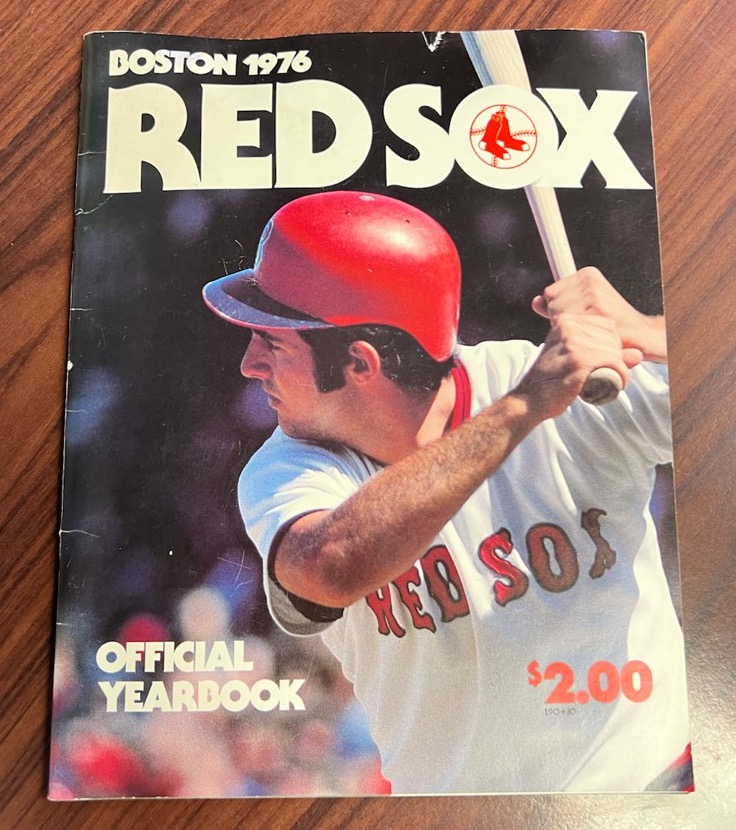 BOSTON 1976
RED SOX
RED SOX
OFFICIAL
YEARBOOK
$2.00